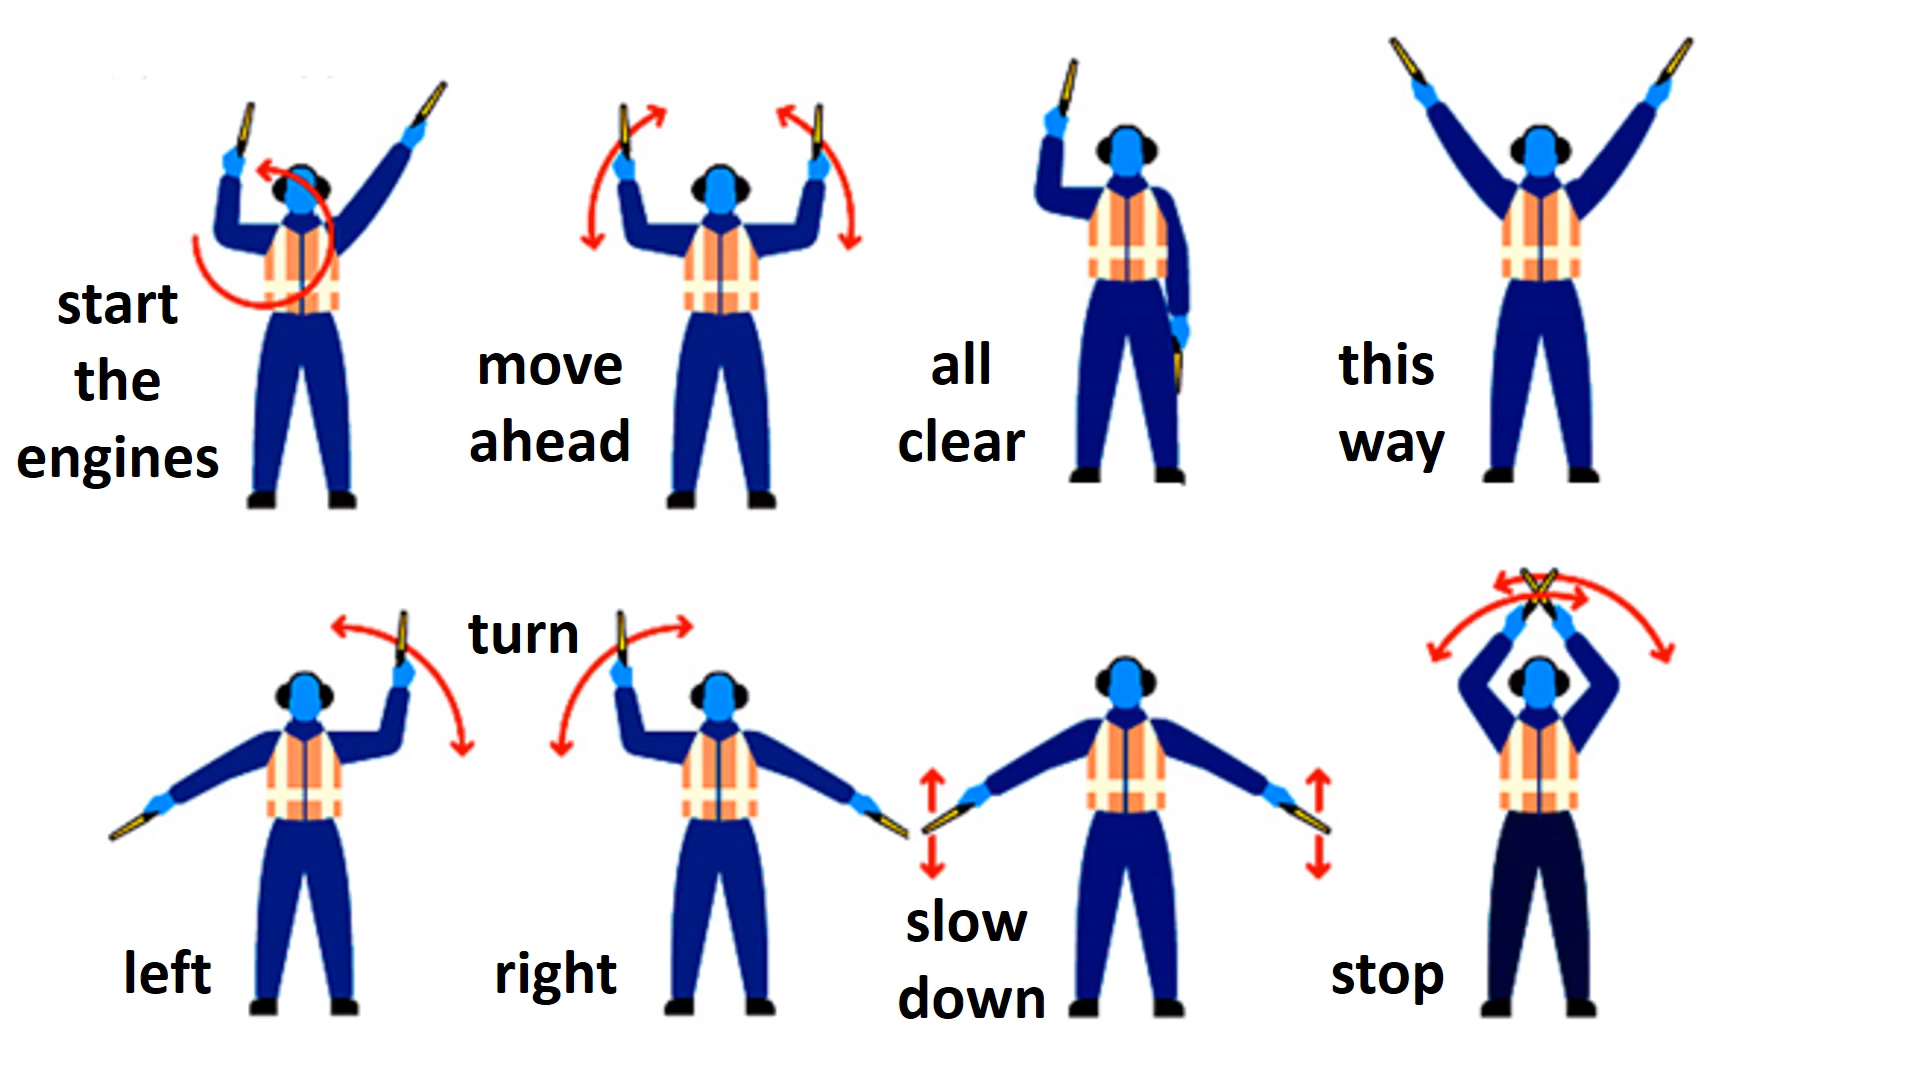 start
the
engines
move
ahead
all
clear
this
way
turn
left
right
slow
down
stop